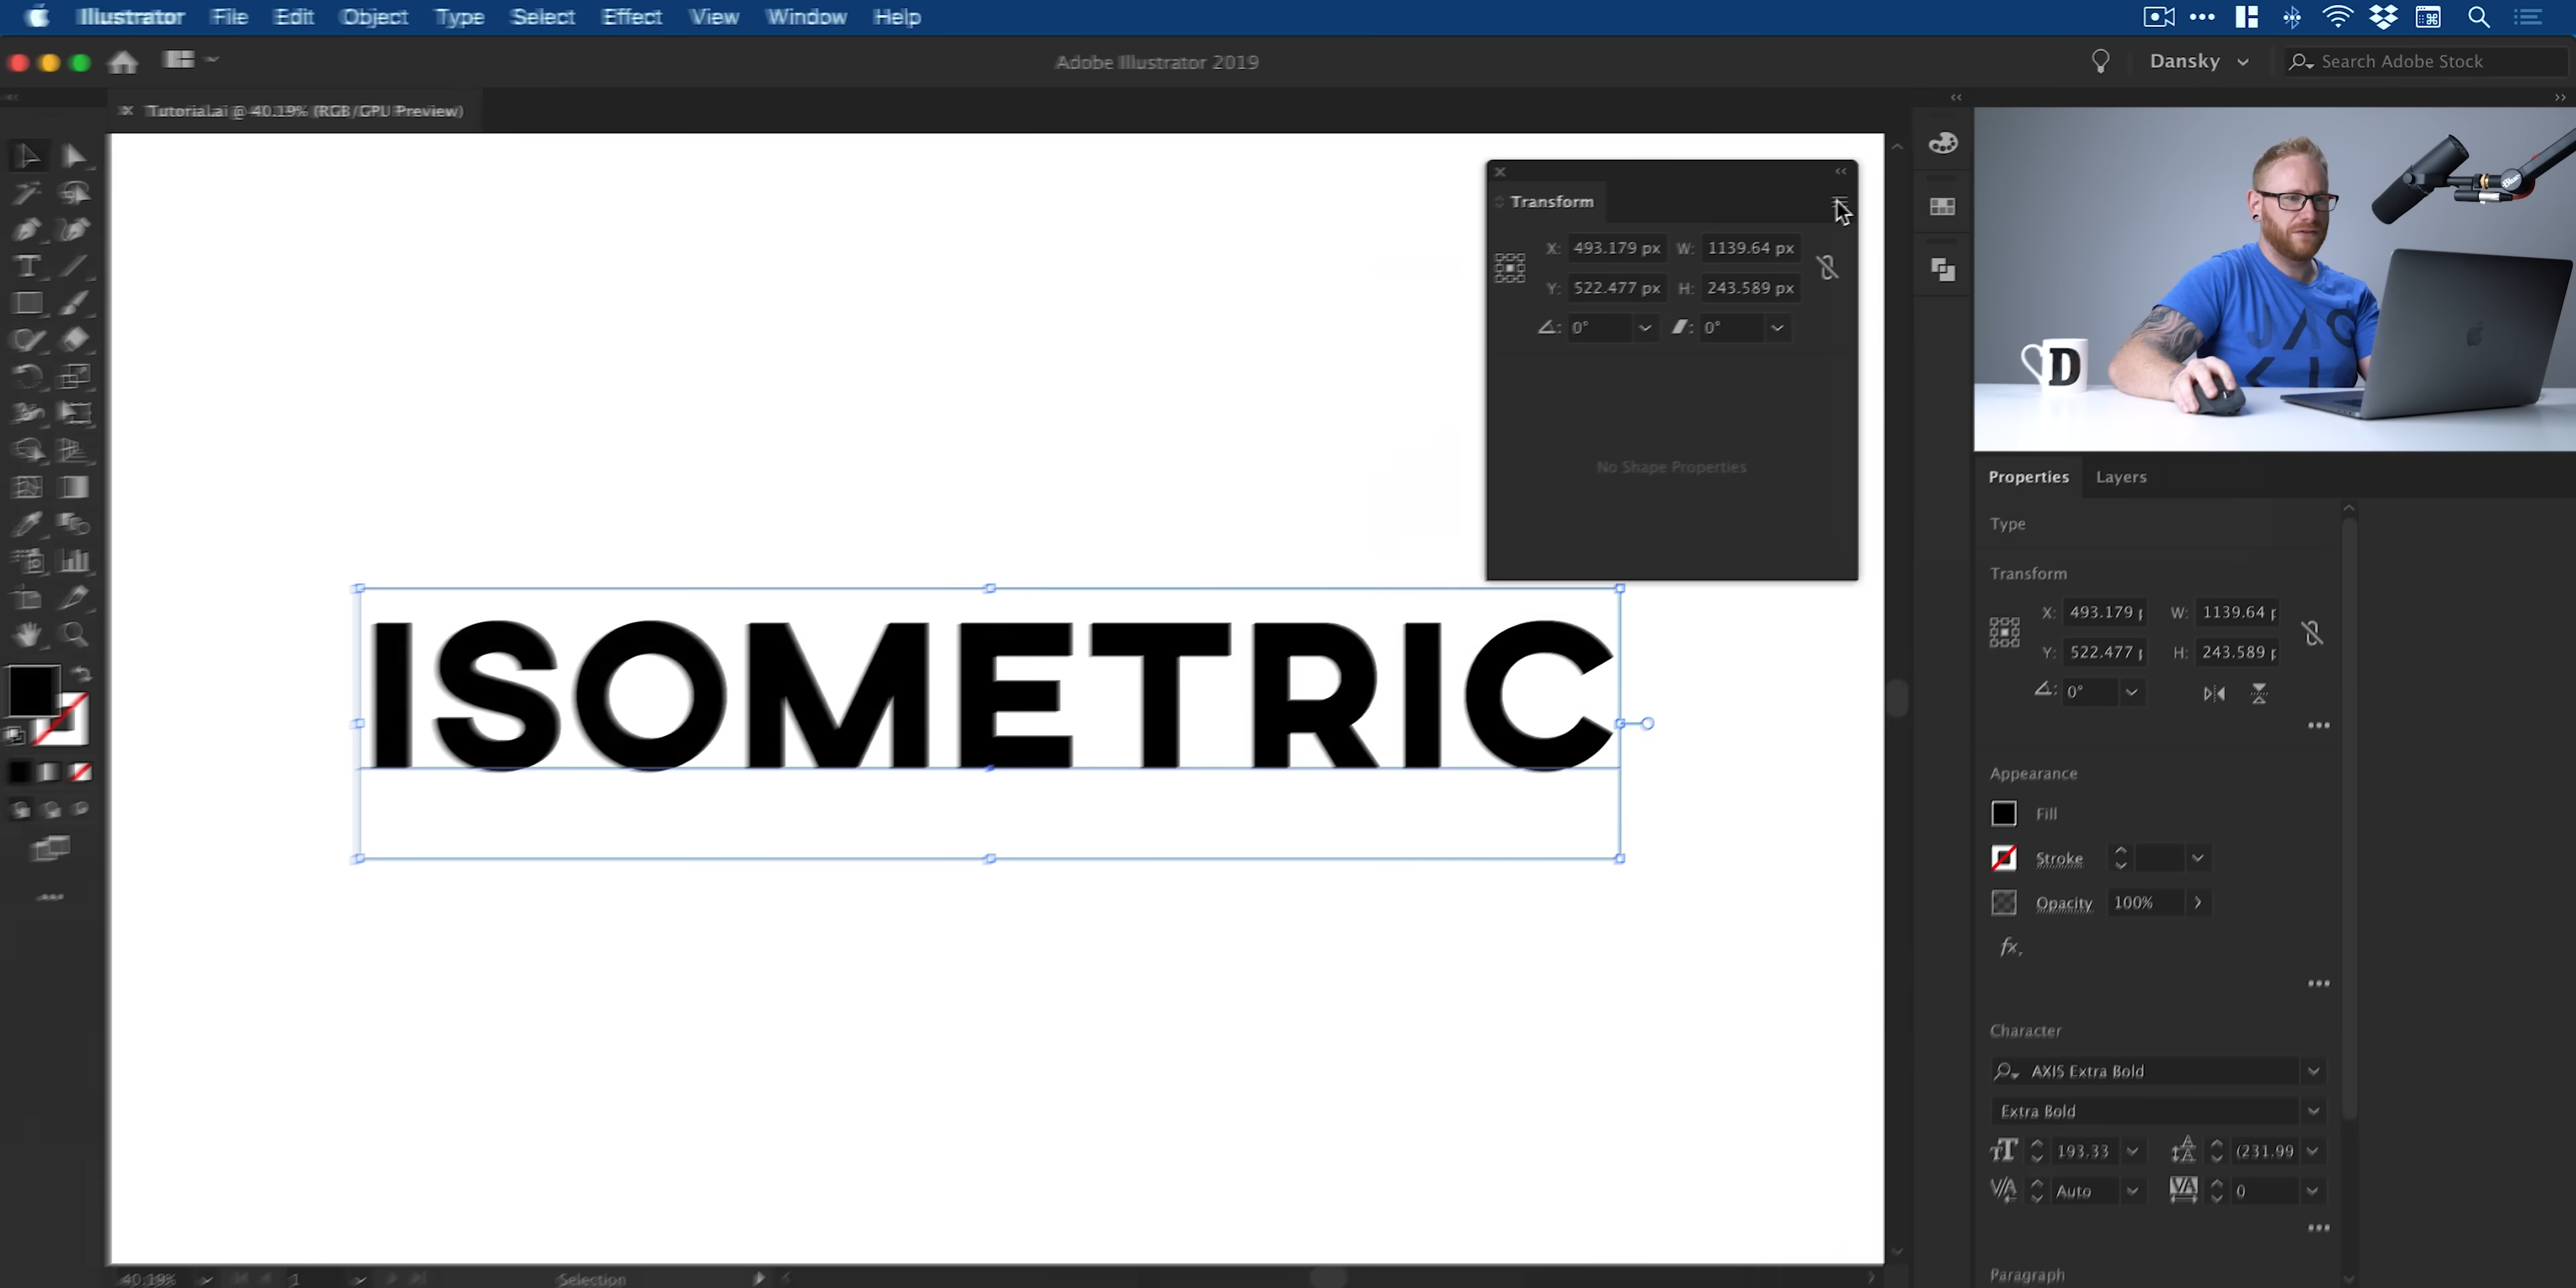 Illustrator File Edit Object Type Select Effect View Window Help
Adobe Illustrator 2019
Dansky
Search Adobe Stock
Tutorial.ai @ 40.19% (RGB/GPU Preview)
Transform
X: 493.179 px W: 1139.64 px
Y: 522.477 px H: 243.589 px
0° 0°
No Shape Properties
D
ISOMETRIC
Properties Layers
Type
Transform
X: 493.179 W: 1139.64
Y: 522.477 H: 243.589
0°
Appearance
Fill
Stroke
Opacity 100%
fx
Character
AXIS Extra Bold
Extra Bold
193.33 (231.99
Auto 0
Paragraph
40.19% 1 Selection